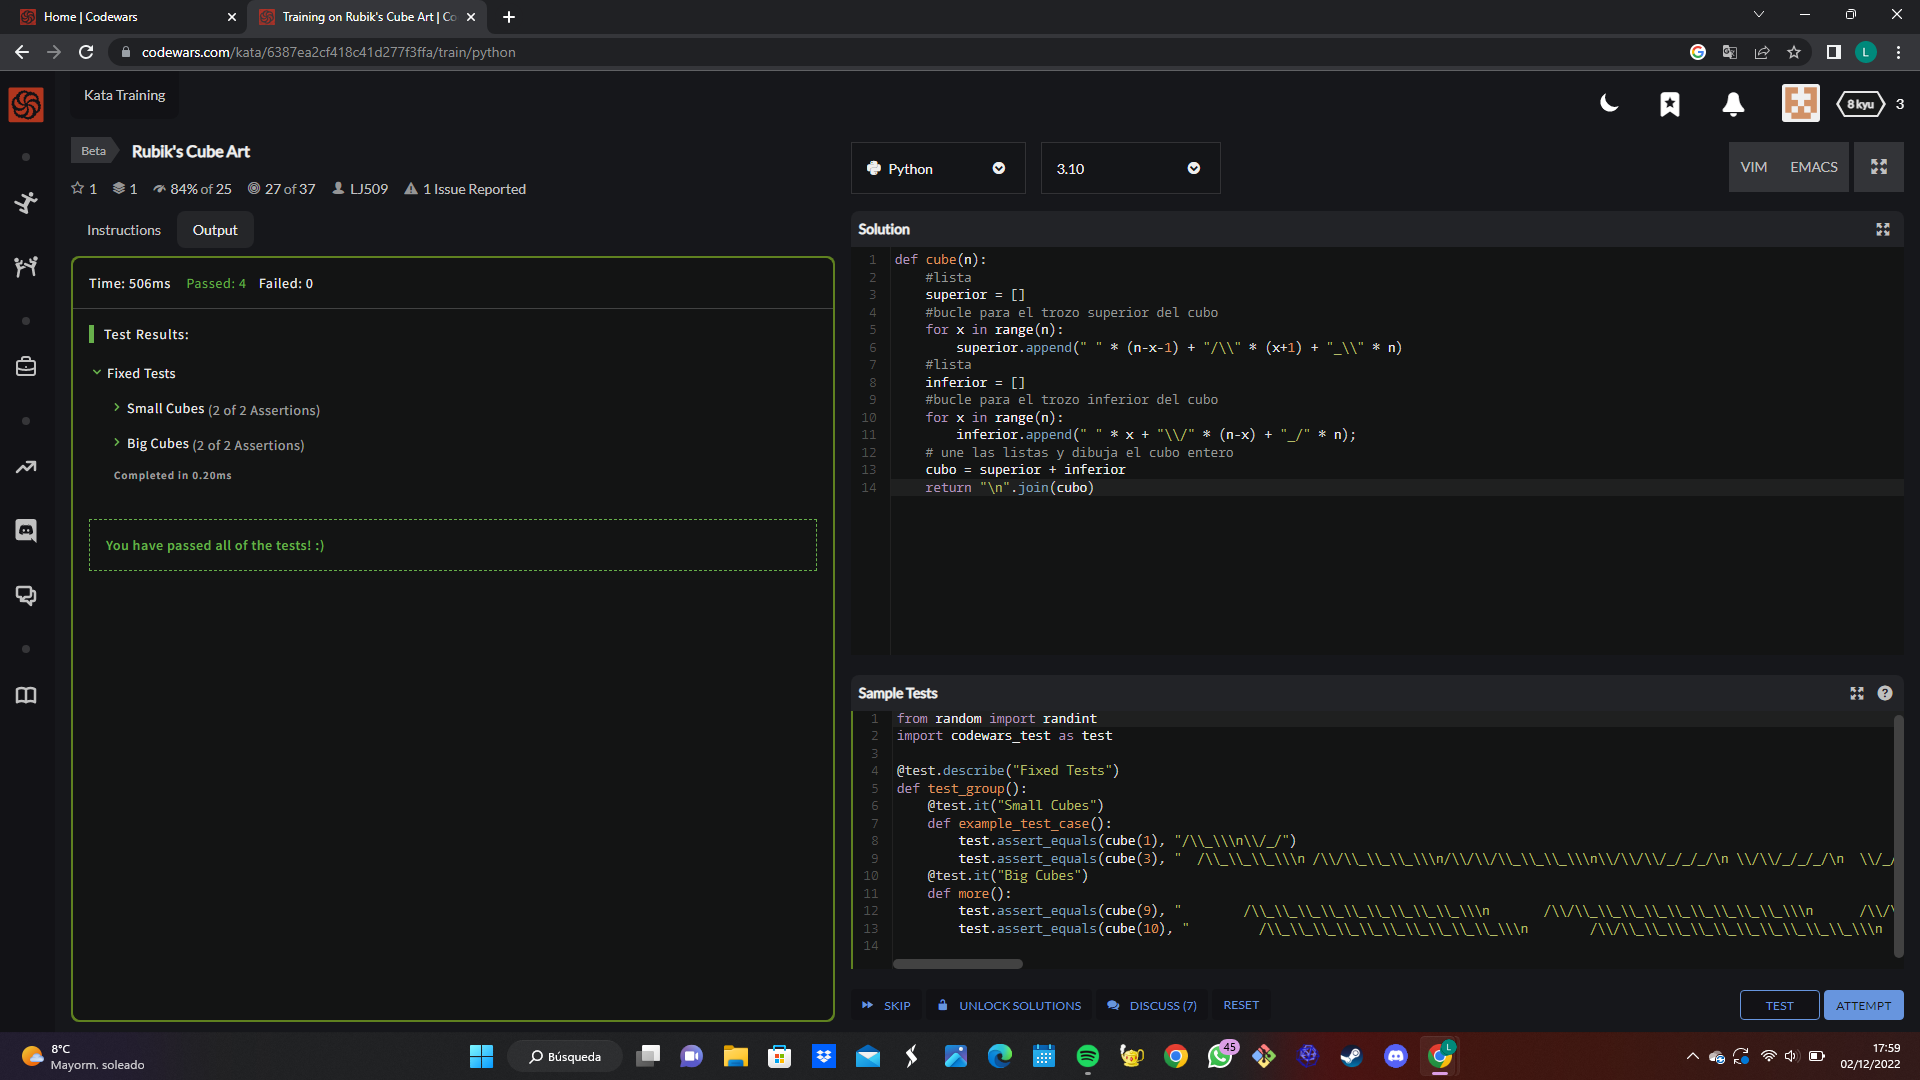 Home | Codewars
Training on Rubik's Cube Art | Co
codewars.com/kata/6387ea2cf418c41d277f3ffa/train/python
L
Kata Training
8 kyu
3
Beta
Rubik's Cube Art
1 1 84% of 25 27 of 37 LJ509 1 Issue Reported
Python
3.10
VIM
EMACS
Instructions
Output
Time: 506ms Passed: 4 Failed: 0
Test Results:
Fixed Tests
Small Cubes (2 of 2 Assertions)
Big Cubes (2 of 2 Assertions)
Completed in 0.20ms
You have passed all of the tests! :)
Solution
1 def cube(n):
2     #lista
3     superior = []
4     #bucle para el trozo superior del cubo
5     for x in range(n):
6         superior.append(" " * (n-x-1) + "/\\" * (x+1) + "_\\" * n)
7     #lista
8     inferior = []
9     #bucle para el trozo inferior del cubo
10     for x in range(n):
11         inferior.append(" " * x + "\\/" * (n-x) + "_/" * n);
12     # une las listas y dibuja el cubo entero
13     cubo = superior + inferior
14     return "\n".join(cubo)
Sample Tests
?
1 from random import randint
2 import codewars_test as test
3
4 @test.describe("Fixed Tests")
5 def test_group():
6     @test.it("Small Cubes")
7     def example_test_case():
8         test.assert_equals(cube(1), "/\\_\\\n\\/_/")
9         test.assert_equals(cube(3), "  /\\_\\_\\_\\\n /\\/\\_\\_\\_\\\n/\\/\\/\\_\\_\\_\\\n\\/\\/\\/_/_/_/\n \\/\\/_/_/_/\n  \\/_/
10     @test.it("Big Cubes")
11     def more():
12         test.assert_equals(cube(9), "        /\\_\\_\\_\\_\\_\\_\\_\\_\\_\\\n       /\\/\\_\\_\\_\\_\\_\\_\\_\\_\\_\\\n      /\\/\
13         test.assert_equals(cube(10), "         /\\_\\_\\_\\_\\_\\_\\_\\_\\_\\_\\\n        /\\/\\_\\_\\_\\_\\_\\_\\_\\_\\_\\_\\\n
14
SKIP
UNLOCK SOLUTIONS
DISCUSS (7)
RESET
TEST
ATTEMPT
8°C
Mayorm. soleado
Búsqueda
45
L
17:59
02/12/2022